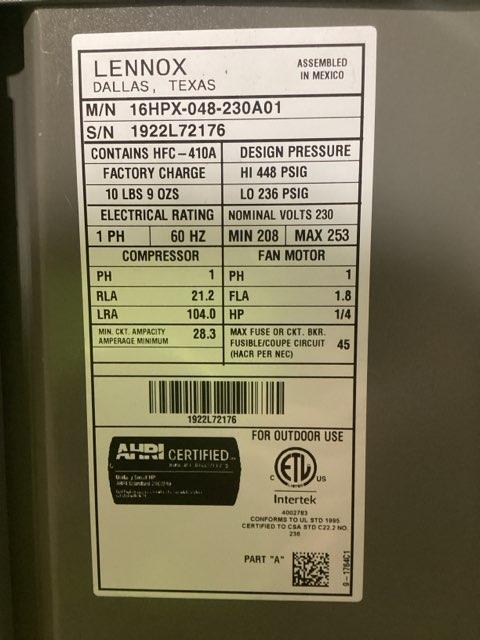 LENNOX
DALLAS, TEXAS
ASSEMBLED
IN MEXICO
M/N 16HPX-048-230A01
S/N 1922L72176
CONTAINS HFC-410A DESIGN PRESSURE
FACTORY CHARGE HI 448 PSIG
10 LBS 9 OZS LO 236 PSIG
ELECTRICAL RATING NOMINAL VOLTS 230
1 PH 60 HZ MIN 208 MAX 253
COMPRESSOR FAN MOTOR
PH 1 PH 1
RLA 21.2 FLA 1.8
LRA 104.0 HP 1/4
MIN. CKT. AMPACITY
AMPERAGE MINIMUM 28.3
MAX FUSE OR CKT. BKR.
FUSIBLE/COUPE CIRCUIT 45
(HACR PER NEC)
1922L72176
AHRI CERTIFIED
FOR OUTDOOR USE
C ETL US
Intertek
4002783
CONFORMS TO UL STD 1995
CERTIFIED TO CSA STD C22.2 NO.
236
PART "A"
9-1764C1